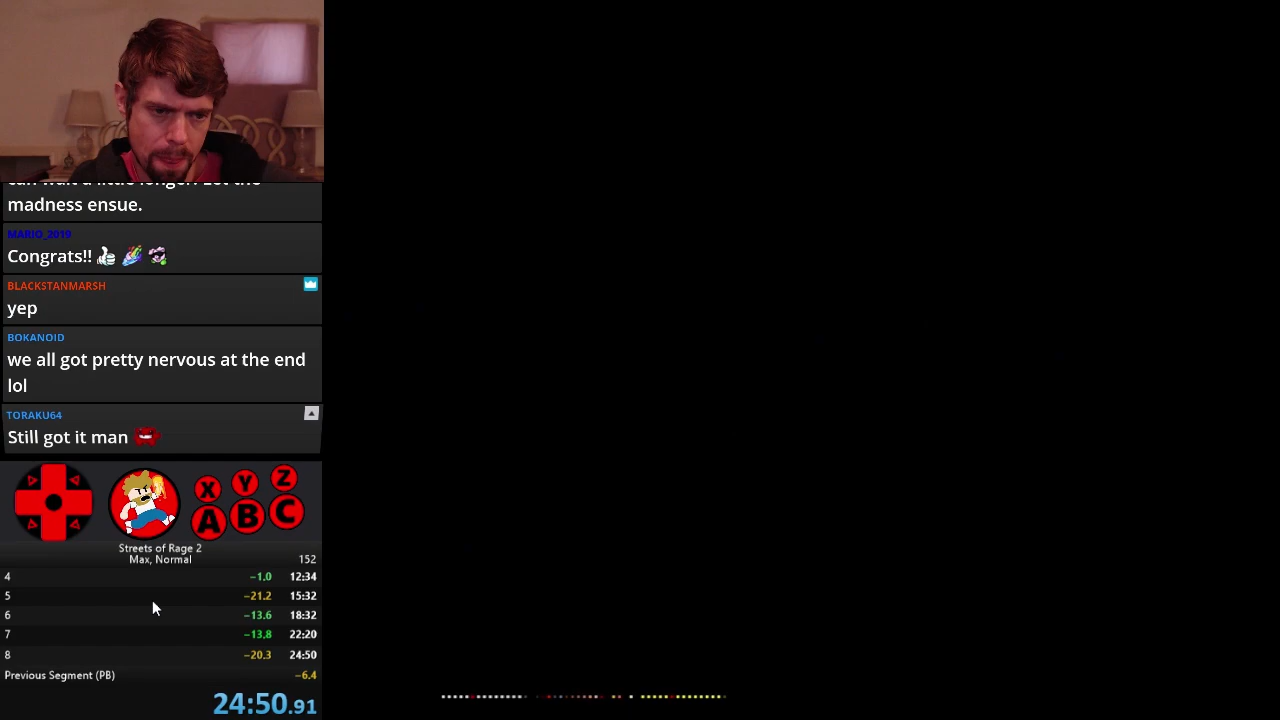 madness ensue.
MARIO_2019
Congrats!!
BLACKSTANMARSH
yep
BOKANOID
we all got pretty nervous at the end
lol
TORAKU64
Still got it man
X Y Z
A B C
Streets of Rage 2
Max, Normal 152
4 −1.0 12:34
5 −21.2 15:32
6 −13.6 18:32
7 −13.8 22:20
8 −20.3 24:50
Previous Segment (PB) −6.4
24:50.91